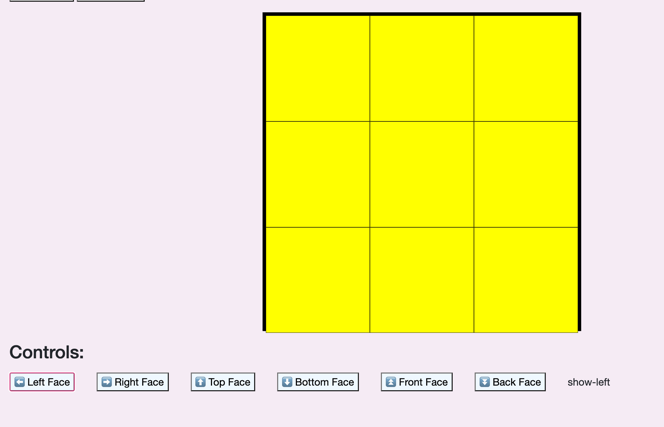 Controls:
⬅️ Left Face ➡️ Right Face ⬆️ Top Face ⬇️ Bottom Face ⏫ Front Face ⏬ Back Face show-left